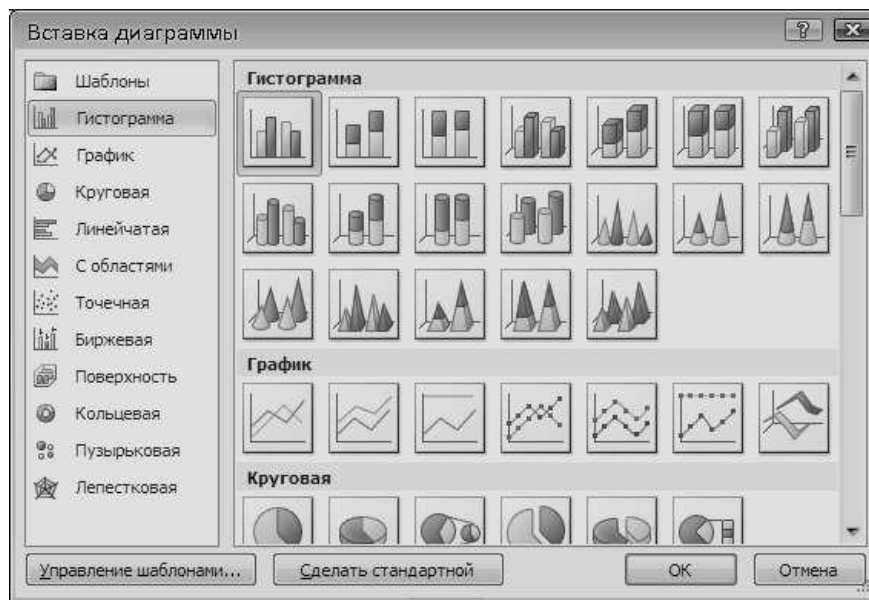 Вставка диаграммы
Шаблоны
Гистограмма
График
Круговая
Линейчатая
С областями
Точечная
Биржевая
Поверхность
Кольцевая
Пузырьковая
Лепестковая
Гистограмма
График
Круговая
Управление шаблонами...
Сделать стандартной
ОК
Отмена